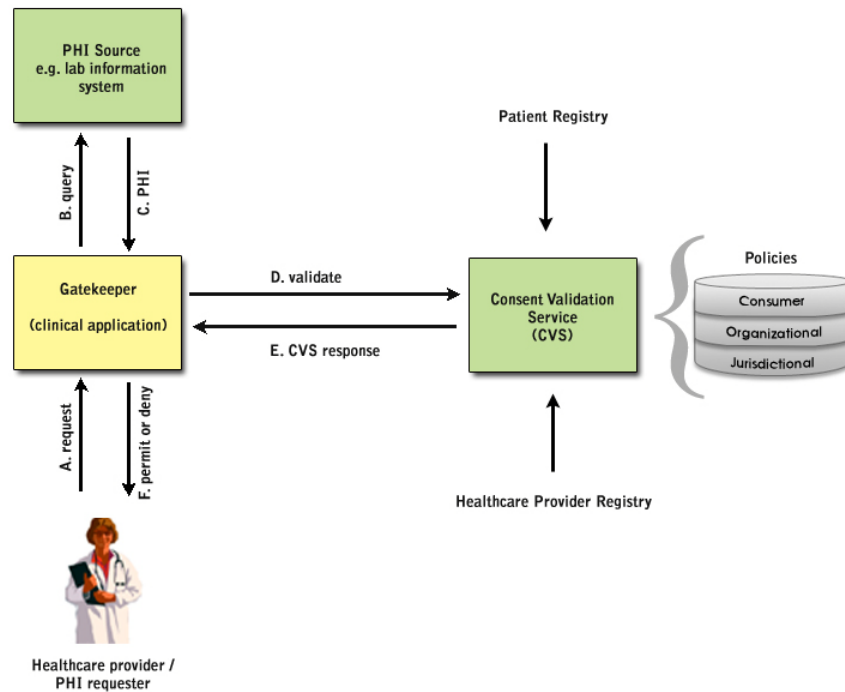 PHI Source
e.g. lab information
system
Patient Registry
B. query
C. PHI
Policies
Consumer
Organizational
Jurisdictional
Gatekeeper
(clinical application)
D. validate
E. CVS response
Consent Validation
Service
(CVS)
A. request
F. permit or deny
Healthcare Provider Registry
Healthcare provider /
PHI requester